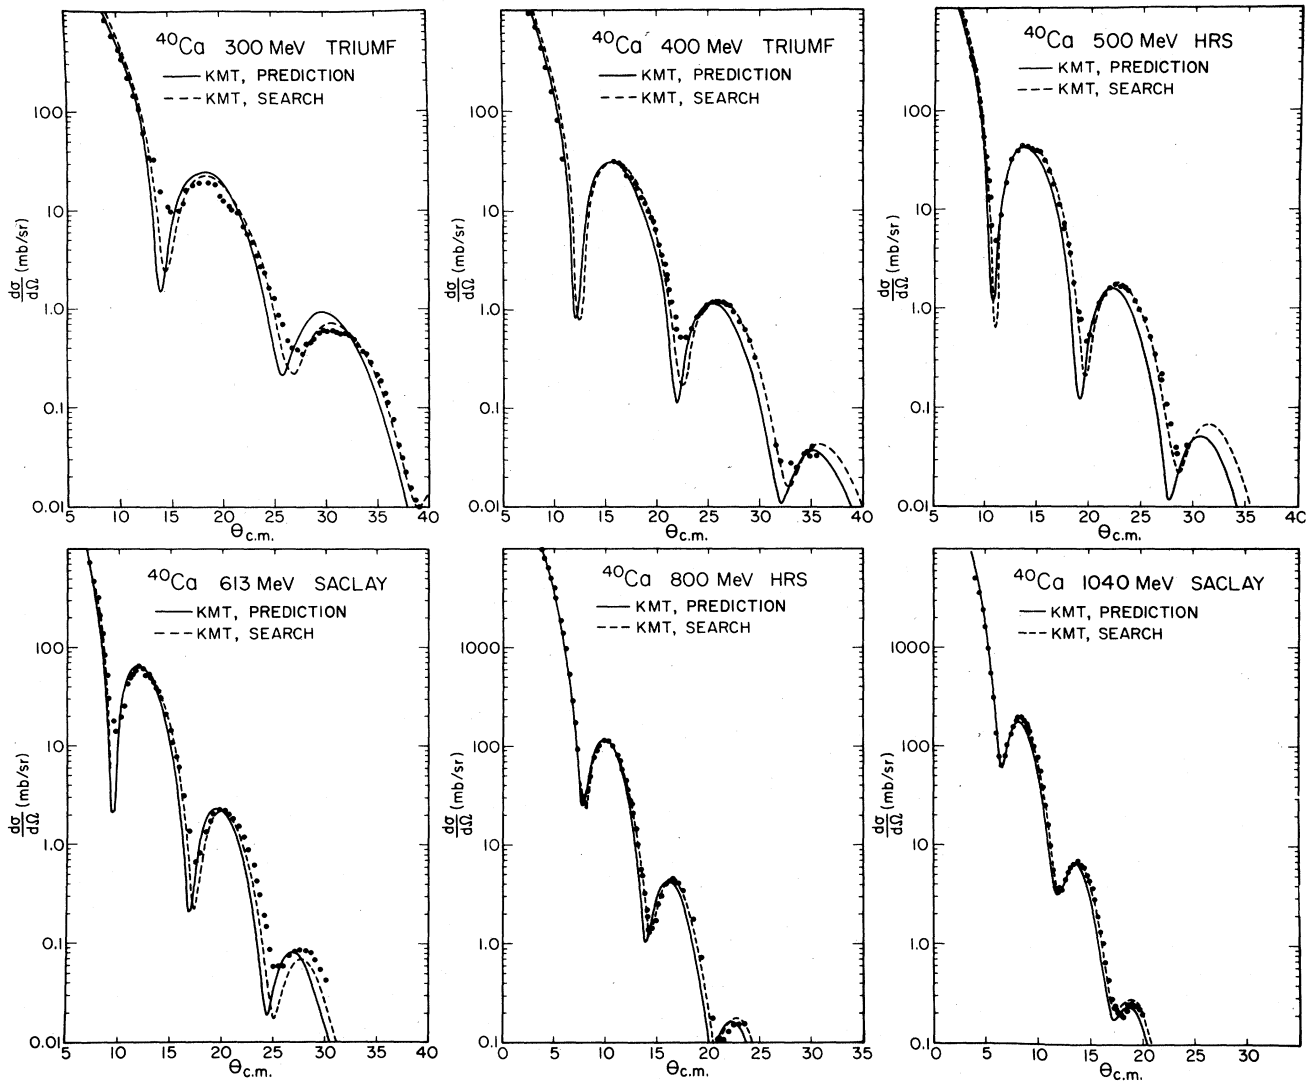 ⁴⁰Ca 300 MeV TRIUMF
KMT, PREDICTION
KMT, SEARCH
100
10
1.0
0.1
0.01
dσ/dΩ (mb/sr)
5 10 15 20 25 30 35 40
Θc.m.
⁴⁰Ca 400 MeV TRIUMF
KMT, PREDICTION
KMT, SEARCH
100
10
1.0
0.1
0.01
dσ/dΩ (mb/sr)
5 10 15 20 25 30 35 40
Θc.m.
⁴⁰Ca 500 MeV HRS
KMT, PREDICTION
KMT, SEARCH
100
10
1.0
0.1
0.01
dσ/dΩ (mb/sr)
5 10 15 20 25 30 35 40
Θc.m.
⁴⁰Ca 613 MeV SACLAY
KMT, PREDICTION
KMT, SEARCH
100
10
1.0
0.1
0.01
dσ/dΩ (mb/sr)
5 10 15 20 25 30 35 40
Θc.m.
⁴⁰Ca 800 MeV HRS
KMT, PREDICTION
KMT, SEARCH
1000
100
10
1.0
0.1
dσ/dΩ (mb/sr)
0 5 10 15 20 25 30 35
Θc.m.
⁴⁰Ca 1040 MeV SACLAY
KMT, PREDICTION
KMT, SEARCH
1000
100
10
1.0
0.1
dσ/dΩ (mb/sr)
0 5 10 15 20 25 30
Θc.m.